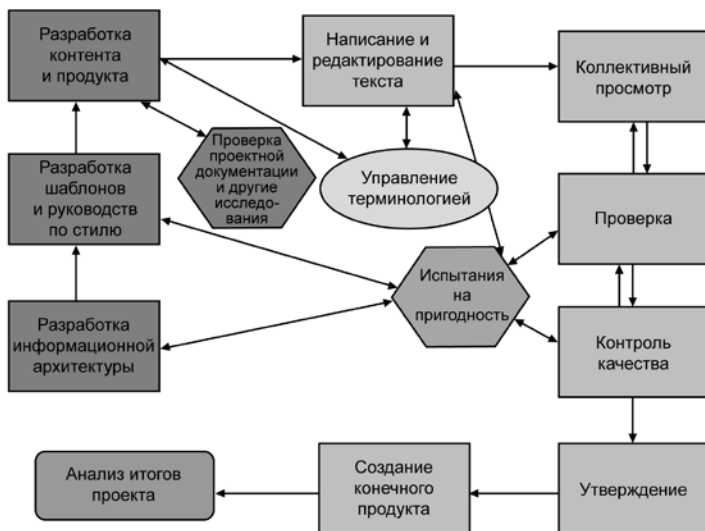 Разработка
контента
и продукта
Написание и
редактирование
текста
Коллективный
просмотр
Проверка
проектной
документации
и другие
исследо-
вания
Разработка
шаблонов
и руководств
по стилю
Управление
терминологией
Проверка
Испытания
на
пригодность
Разработка
информационной
архитектуры
Контроль
качества
Анализ итогов
проекта
Создание
конечного
продукта
Утверждение